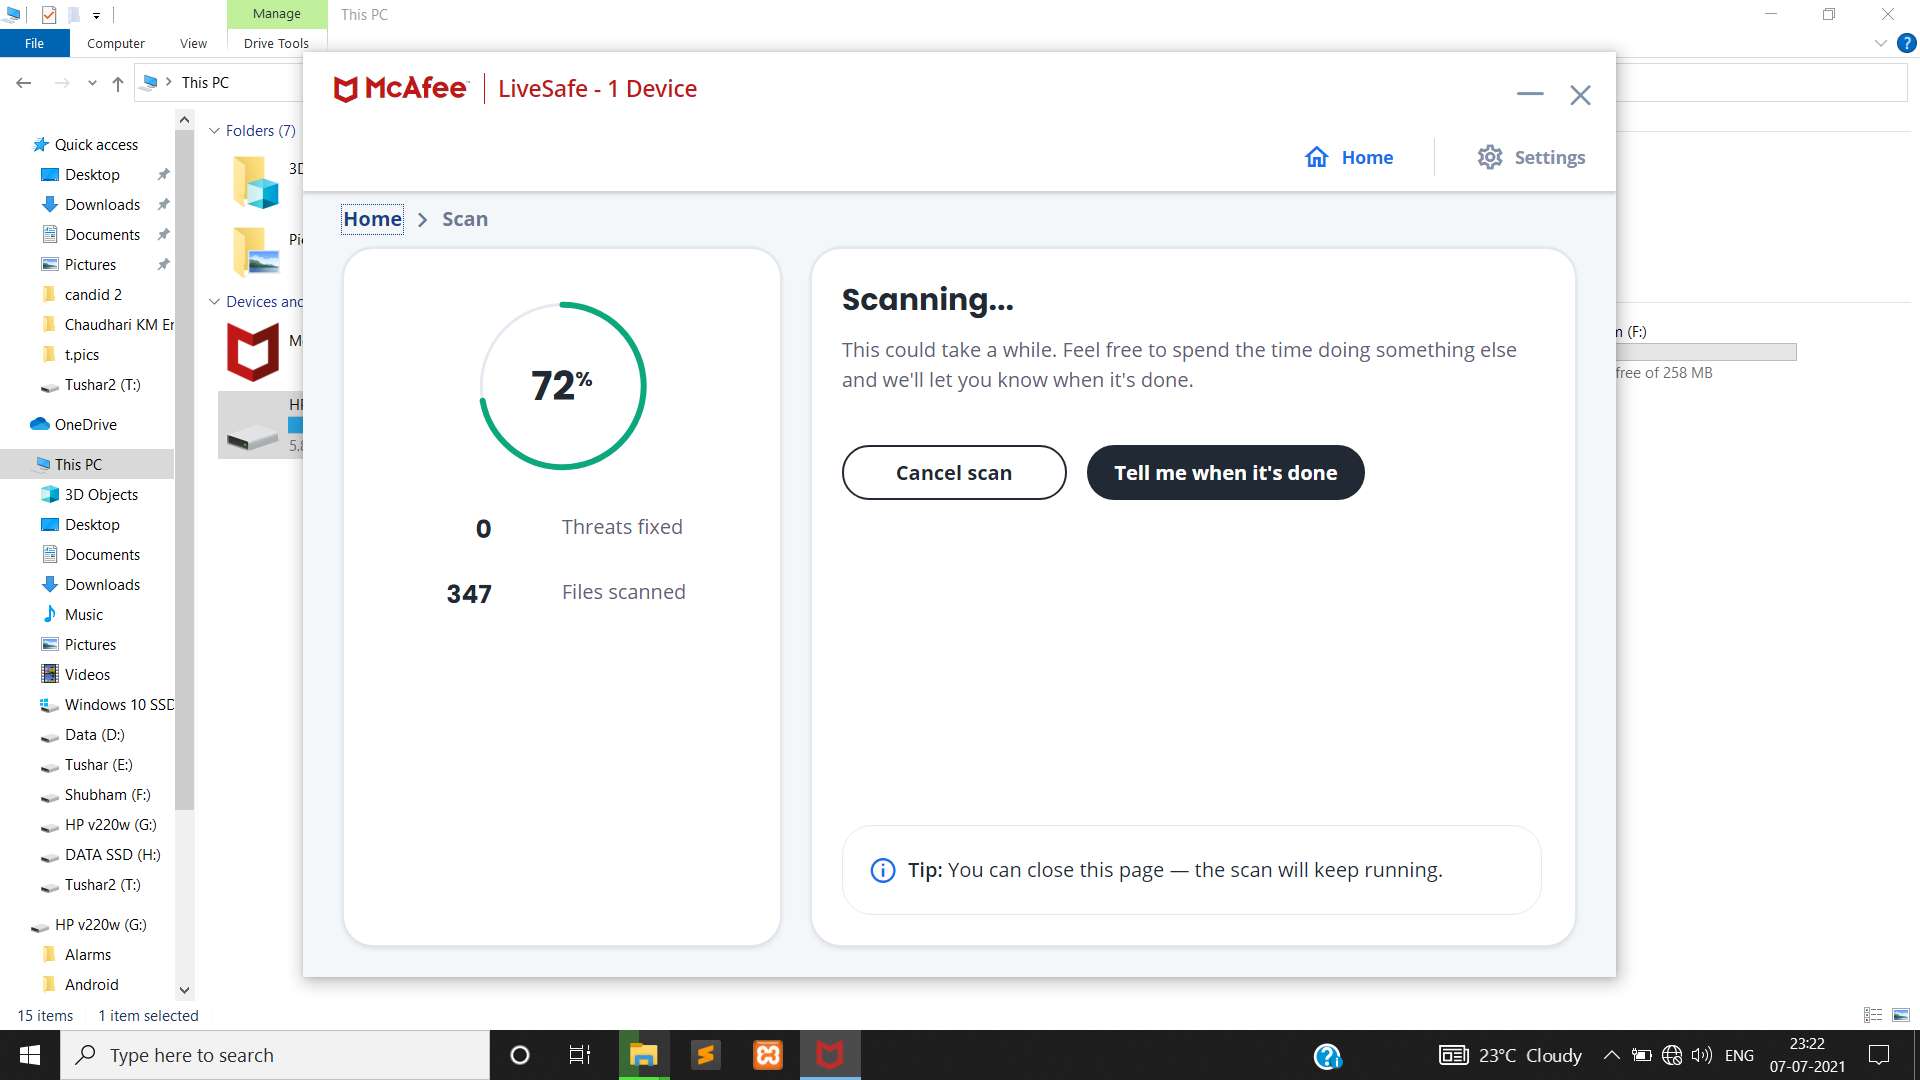 Manage
This PC
File
Computer
View
Drive Tools
This PC
McAfee
LiveSafe - 1 Device
Home
Settings
Home
Scan
Quick access
Desktop
Downloads
Documents
Pictures
candid 2
Chaudhari KM Er
t.pics
Tushar2 (T:)
OneDrive
This PC
3D Objects
Desktop
Documents
Downloads
Music
Pictures
Videos
Windows 10 SSD
Data (D:)
Tushar (E:)
Shubham (F:)
HP v220w (G:)
DATA SSD (H:)
Tushar2 (T:)
HP v220w (G:)
Alarms
Android
Folders (7)
3D
Pic
Devices and
M
HP
5.8
72%
0 Threats fixed
347 Files scanned
Scanning...
This could take a while. Feel free to spend the time doing something else
and we'll let you know when it's done.
Cancel scan
Tell me when it's done
Tip: You can close this page — the scan will keep running.
(F:)
free of 258 MB
15 items
1 item selected
Type here to search
23°C Cloudy
ENG
23:22
07-07-2021